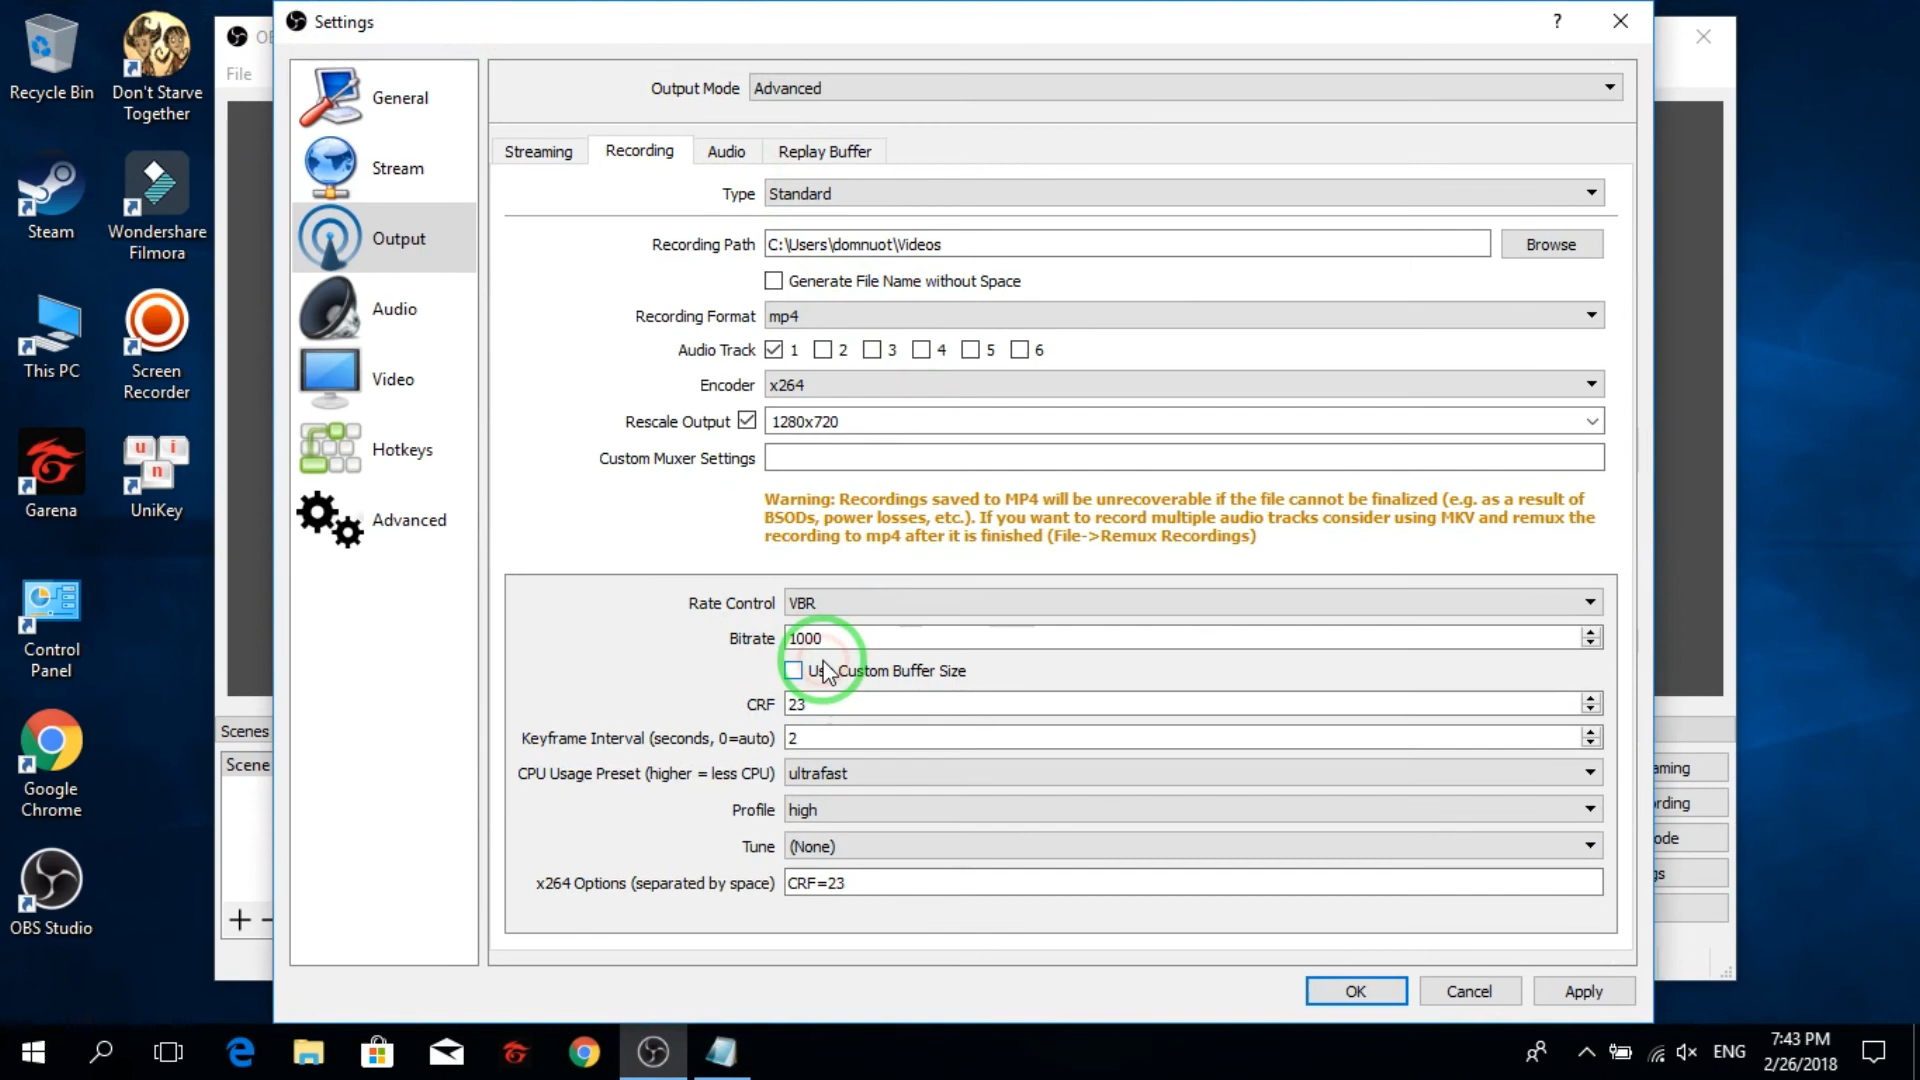 Settings
?
Recycle Bin
Don't Starve
Together
Steam
Wondershare
Filmora
This PC
Screen
Recorder
Garena
UniKey
Control
Panel
Google
Chrome
OBS Studio
File
Scenes
Scene
General
Stream
Output
Audio
Video
Hotkeys
Advanced
Output Mode Advanced
Streaming Recording Audio Replay Buffer
Type Standard
Recording Path C:\Users\domnuot\Videos Browse
Generate File Name without Space
Recording Format mp4
Audio Track 1 2 3 4 5 6
Encoder x264
Rescale Output 1280x720
Custom Muxer Settings
Warning: Recordings saved to MP4 will be unrecoverable if the file cannot be finalized (e.g. as a result of
BSODs, power losses, etc.). If you want to record multiple audio tracks consider using MKV and remux the
recording to mp4 after it is finished (File->Remux Recordings)
Rate Control VBR
Bitrate 1000
Custom Buffer Size
CRF 23
Keyframe Interval (seconds, 0=auto) 2
CPU Usage Preset (higher = less CPU) ultrafast
Profile high
Tune (None)
x264 Options (separated by space) CRF=23
OK Cancel Apply
ENG
7:43 PM
2/26/2018